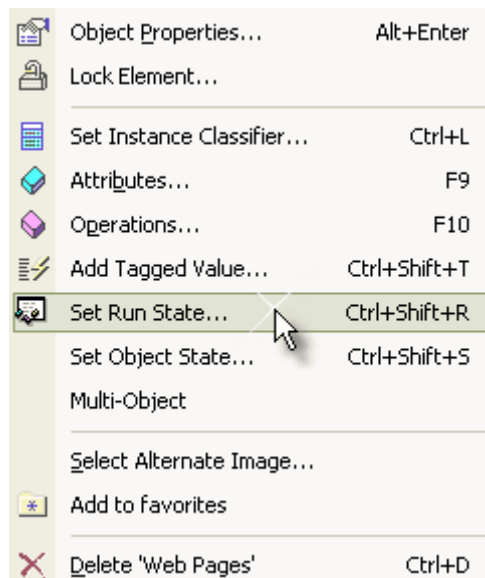 Object Properties... Alt+Enter
Lock Element...
Set Instance Classifier... Ctrl+L
Attributes... F9
Operations... F10
Add Tagged Value... Ctrl+Shift+T
Set Run State... Ctrl+Shift+R
Set Object State... Ctrl+Shift+S
Multi-Object
Select Alternate Image...
Add to favorites
Delete 'Web Pages' Ctrl+D